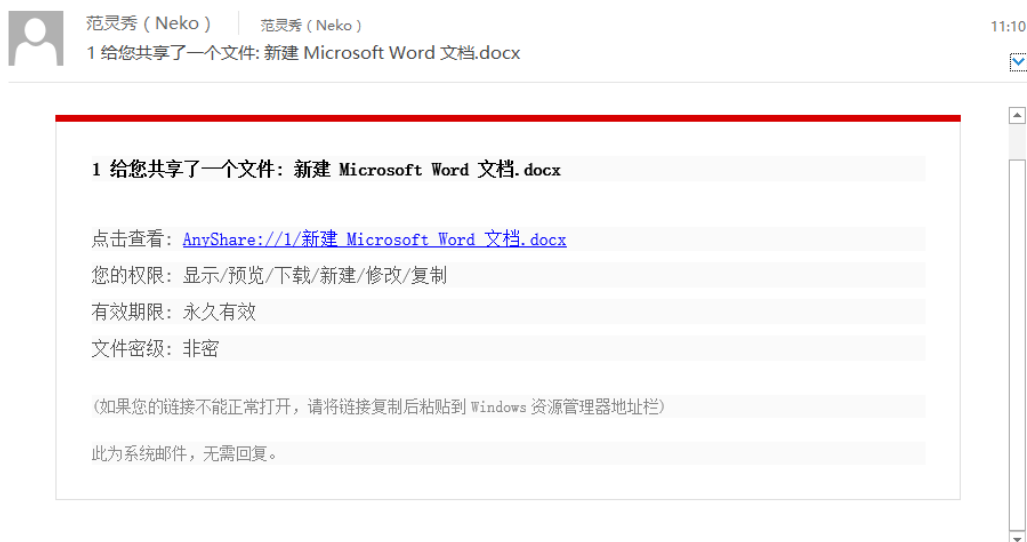 范灵秀（Neko） 范灵秀（Neko） 11:10
1 给您共享了一个文件: 新建 Microsoft Word 文档.docx
1 给您共享了一个文件: 新建 Microsoft Word 文档.docx
点击查看: AnyShare://1/新建 Microsoft Word 文档.docx
您的权限: 显示/预览/下载/新建/修改/复制
有效期限: 永久有效
文件密级: 非密
(如果您的链接不能正常打开，请将链接复制后粘贴到 Windows 资源管理器地址栏)
此为系统邮件，无需回复。